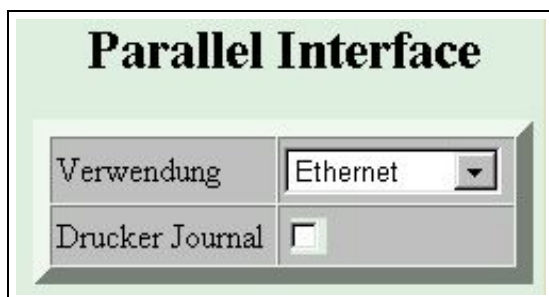 Parallel Interface
Verwendung Ethernet
Drucker Journal